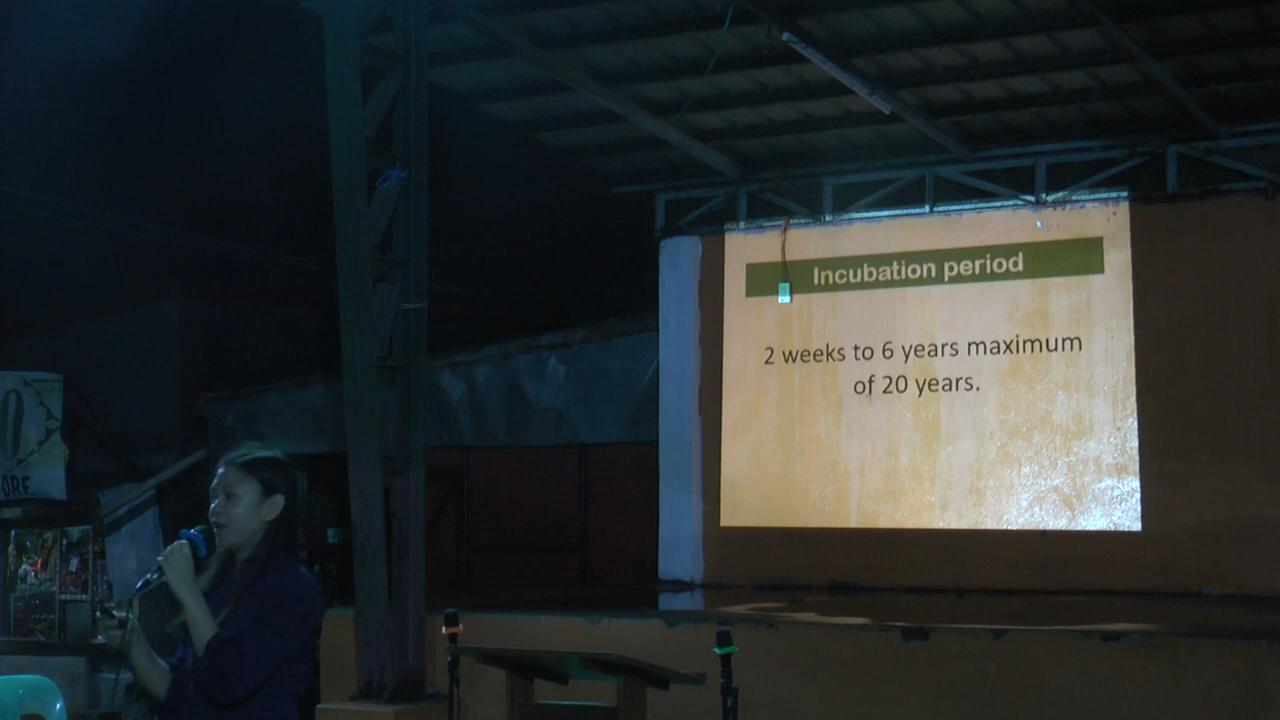 Incubation period
2 weeks to 6 years maximum
of 20 years.